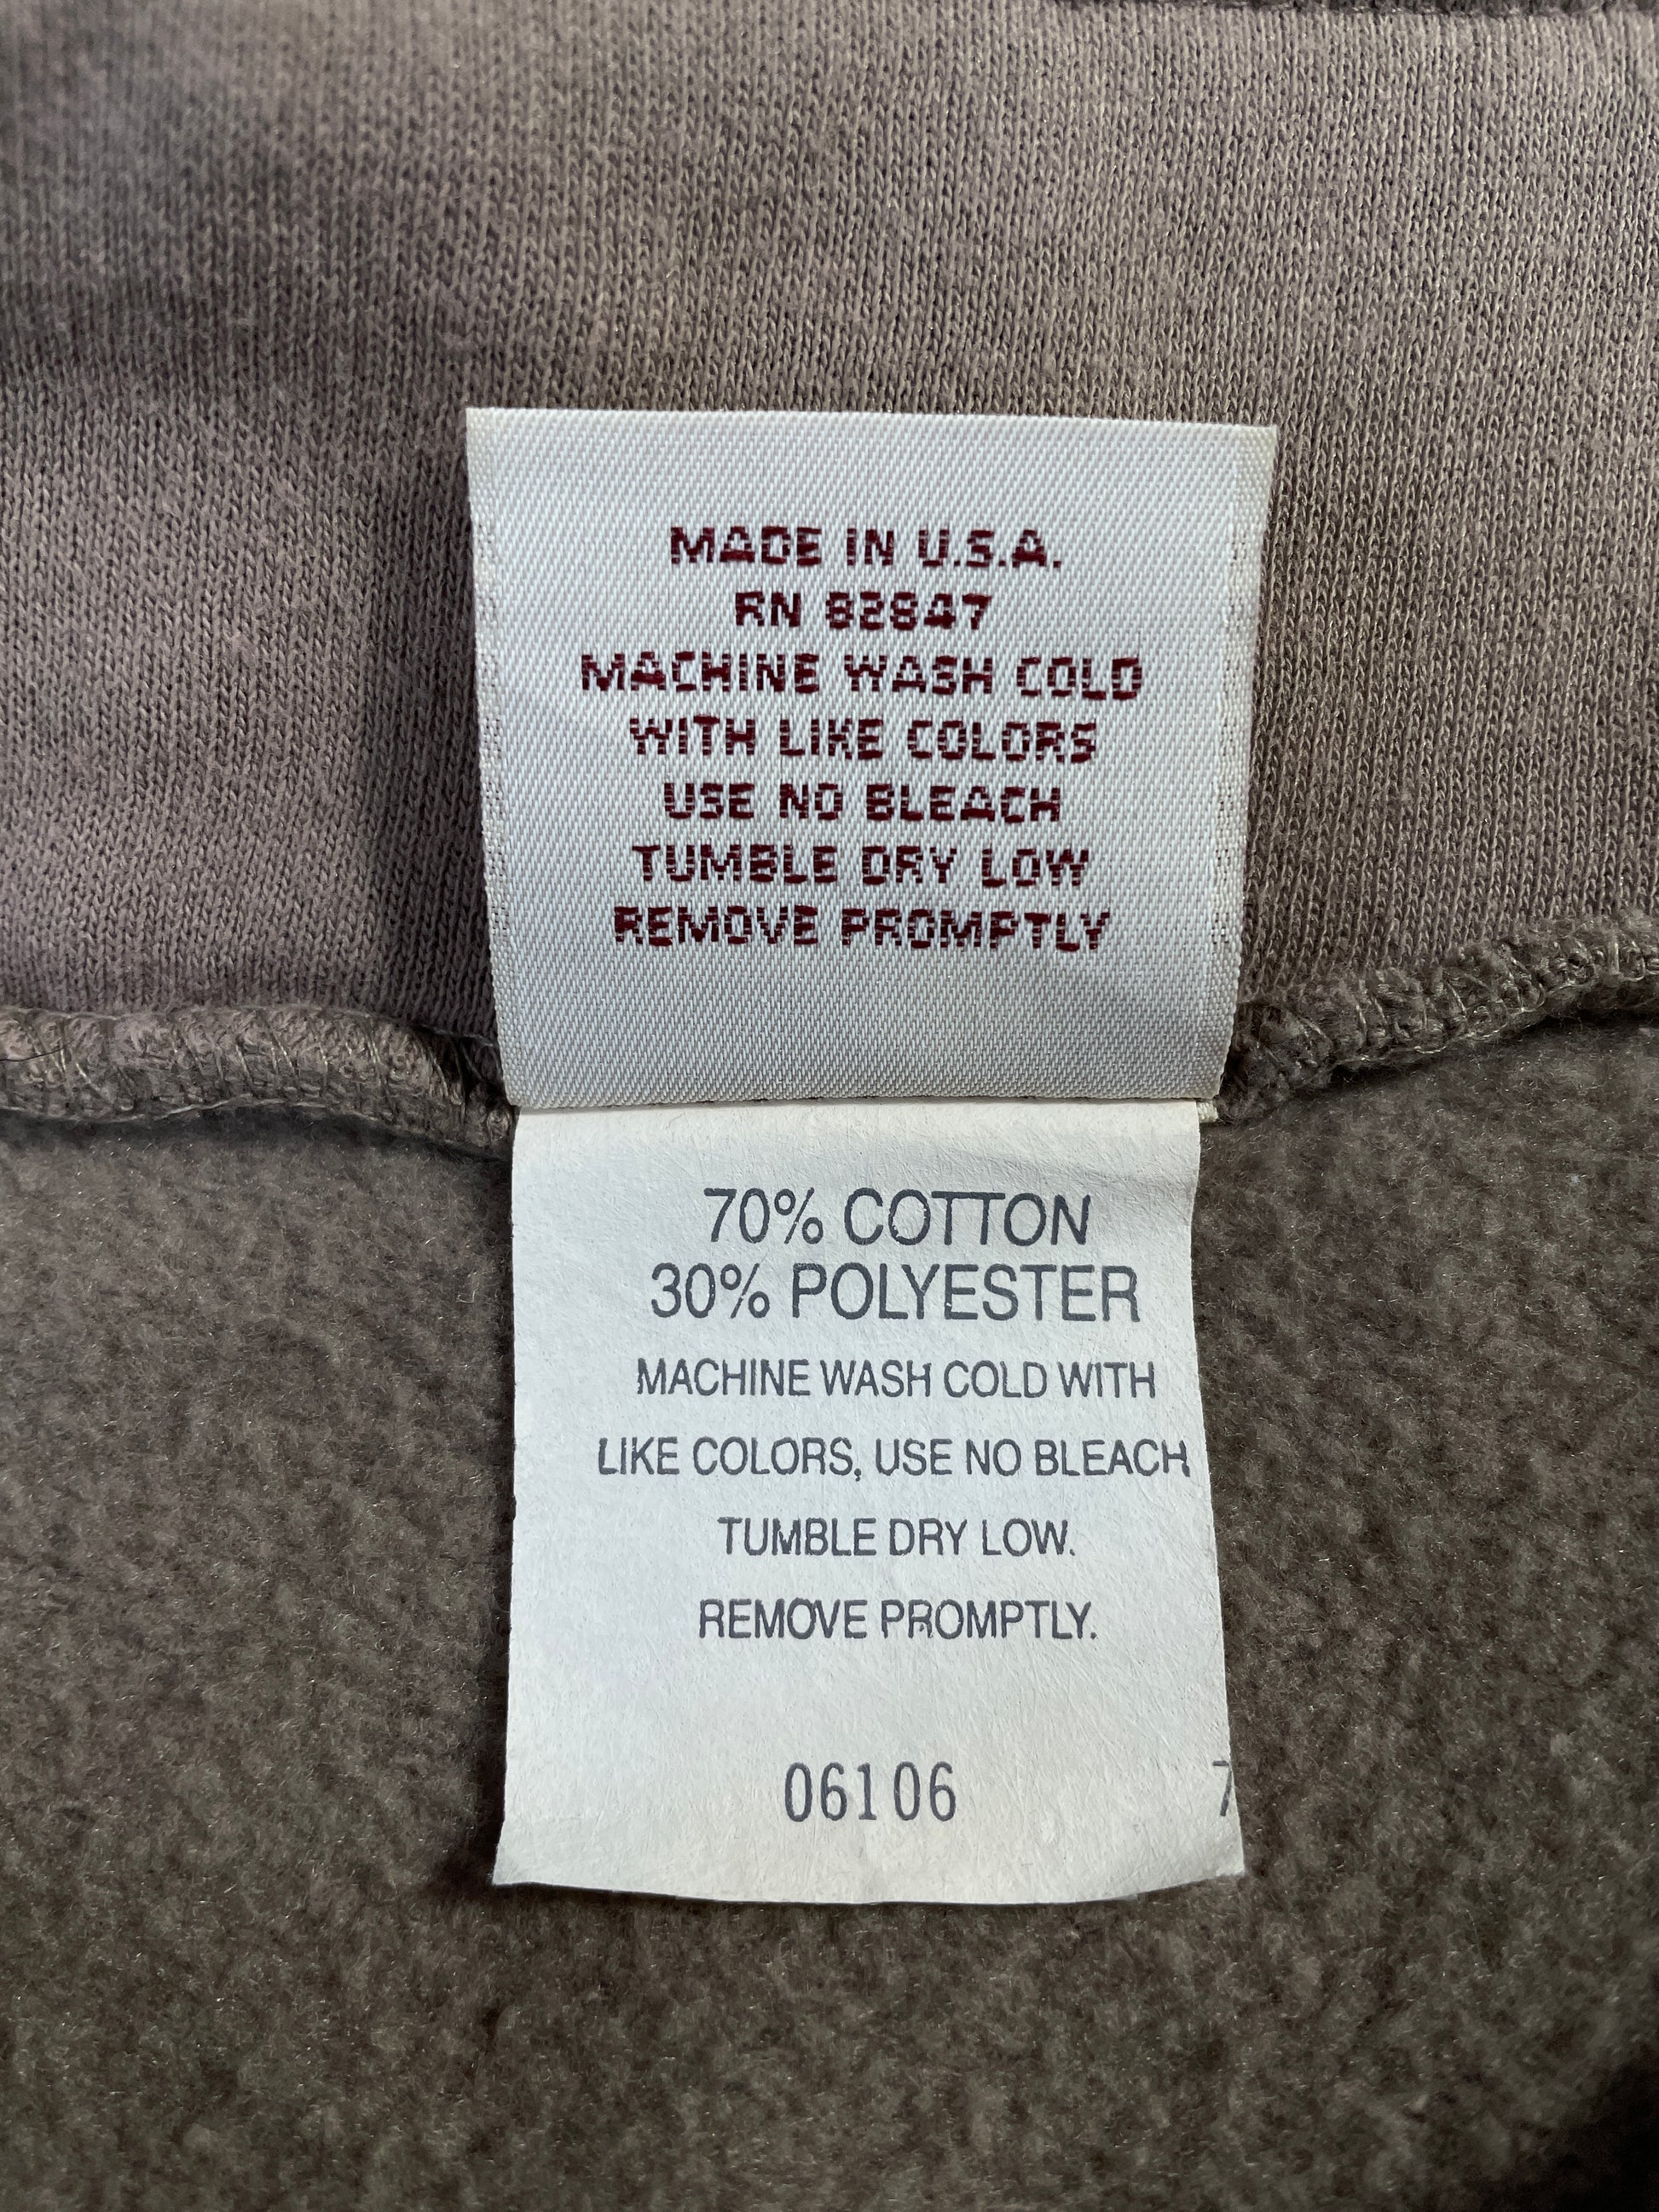 MADE IN U.S.A.
RN 82847
MACHINE WASH COLD
WITH LIKE COLORS
USE NO BLEACH
TUMBLE DRY LOW
REMOVE PROMPTLY
70% COTTON
30% POLYESTER
MACHINE WASH COLD WITH
LIKE COLORS, USE NO BLEACH
TUMBLE DRY LOW.
REMOVE PROMPTLY.
06106 7